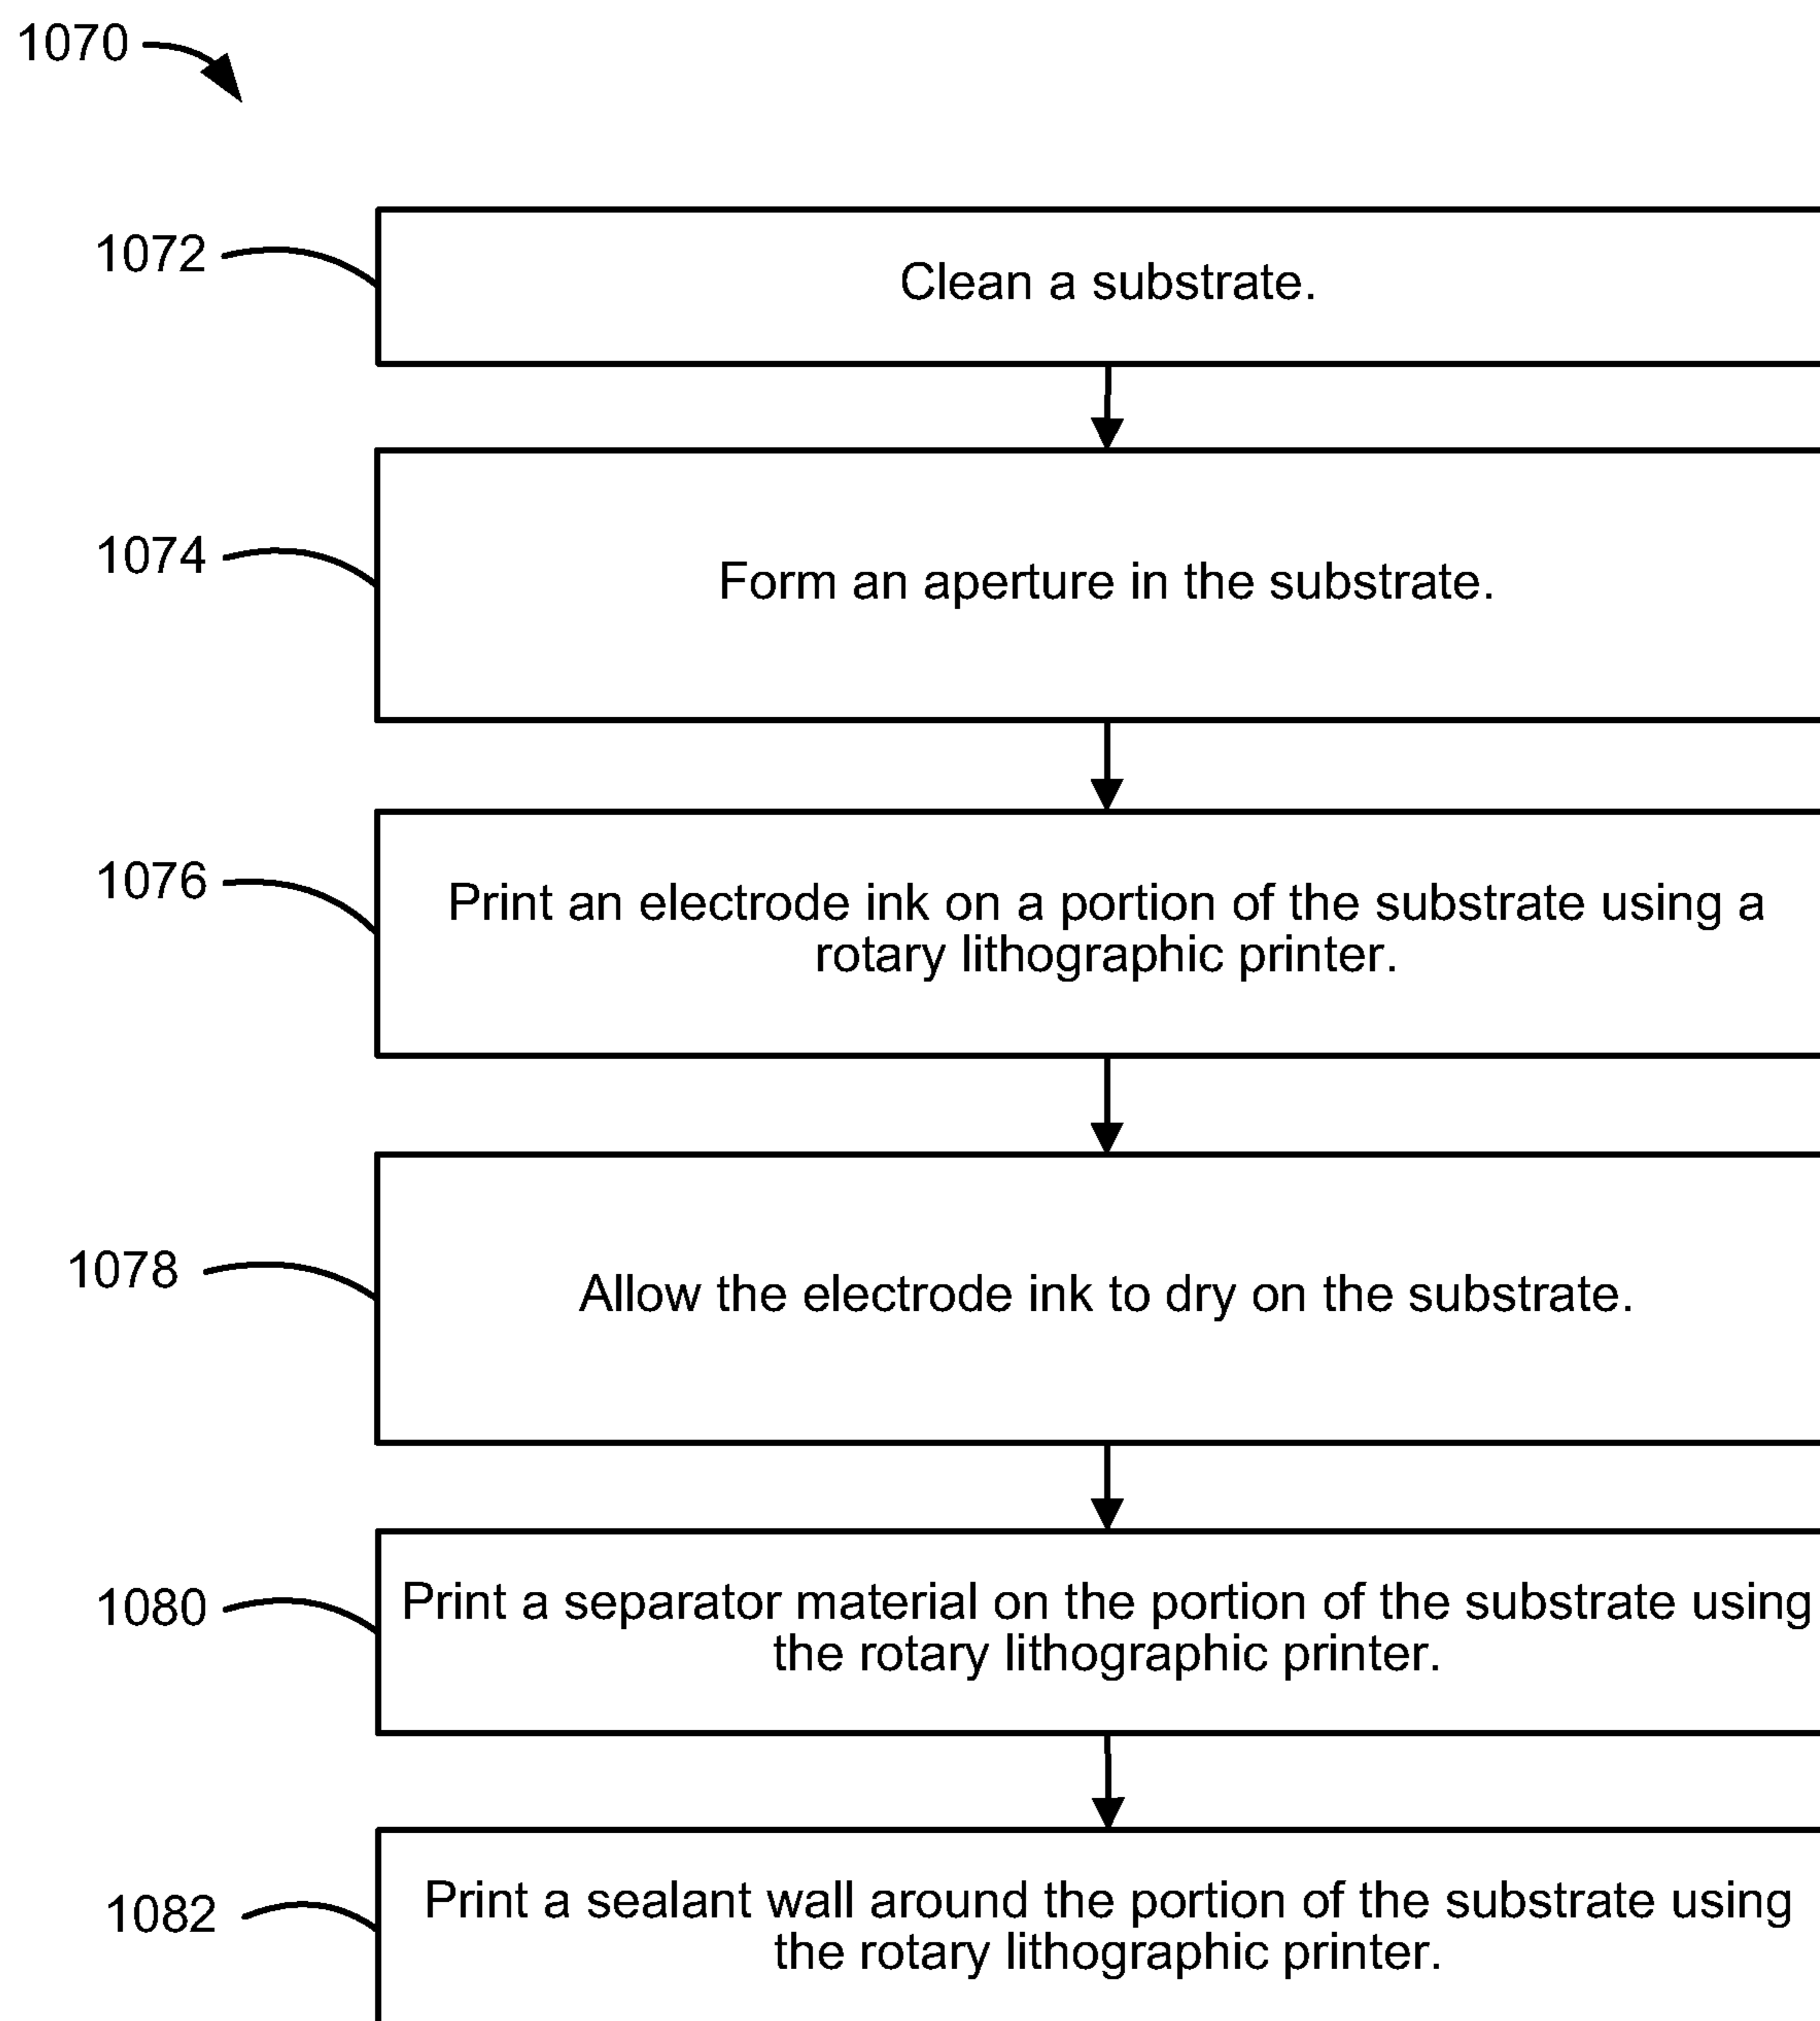 1070
1072
Clean a substrate.
1074
Form an aperture in the substrate.
1076
Print an electrode ink on a portion of the substrate using a
rotary lithographic printer.
1078
Allow the electrode ink to dry on the substrate.
1080
Print a separator material on the portion of the substrate using
the rotary lithographic printer.
1082
Print a sealant wall around the portion of the substrate using
the rotary lithographic printer.